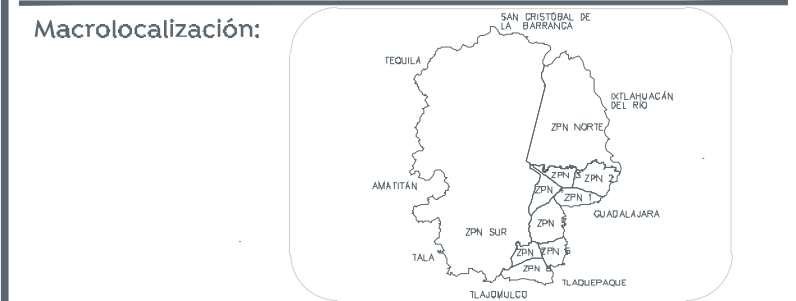 Macrolocalización:
SAN CRISTÓBAL DE
LA BARRANCA
TEQUILA
IXTLAHUACÁN
DEL RÍO
ZPN NORTE
ZPN 3
ZPN 2
AMATITÁN
ZPN
ZPN 1
GUADALAJARA
ZPN 5
ZPN SUR
TALA
ZPN
ZPN 6
ZPN 8
TLAQUEPAQUE
TLAJOMULCO